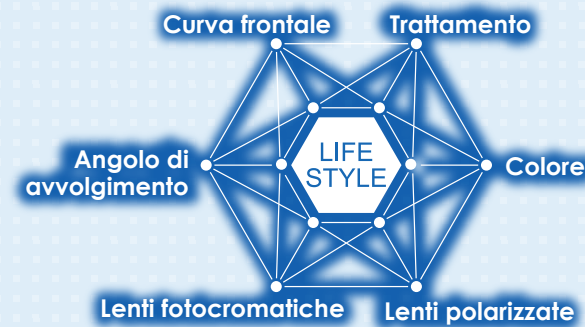 Curva frontale
Trattamento
Angolo di
avvolgimento
LIFE
STYLE
Colore
Lenti fotocromatiche
Lenti polarizzate